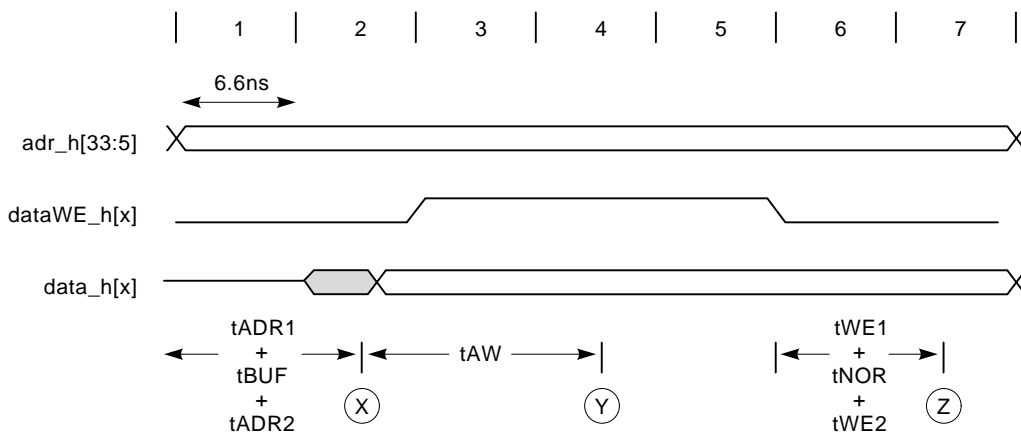 1 2 3 4 5 6 7
6.6ns
adr_h[33:5]
dataWE_h[x]
data_h[x]
tADR1
+
tBUF
+
tADR2
X
tAW
Y
tWE1
+
tNOR
+
tWE2
Z